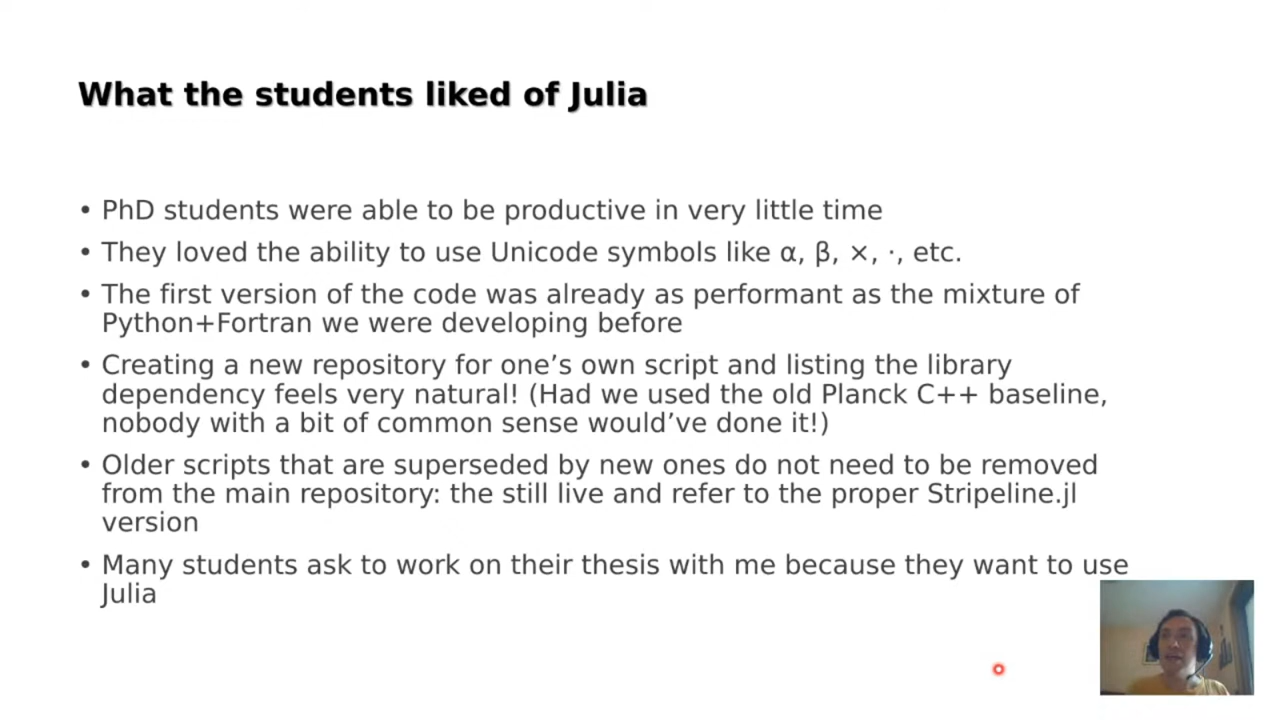 What the students liked of Julia
• PhD students were able to be productive in very little time
• They loved the ability to use Unicode symbols like α, β, ×, ·, etc.
• The first version of the code was already as performant as the mixture of
Python+Fortran we were developing before
• Creating a new repository for one’s own script and listing the library
dependency feels very natural! (Had we used the old Planck C++ baseline,
nobody with a bit of common sense would’ve done it!)
• Older scripts that are superseded by new ones do not need to be removed
from the main repository: the still live and refer to the proper Stripeline.jl
version
• Many students ask to work on their thesis with me because they want to use
Julia